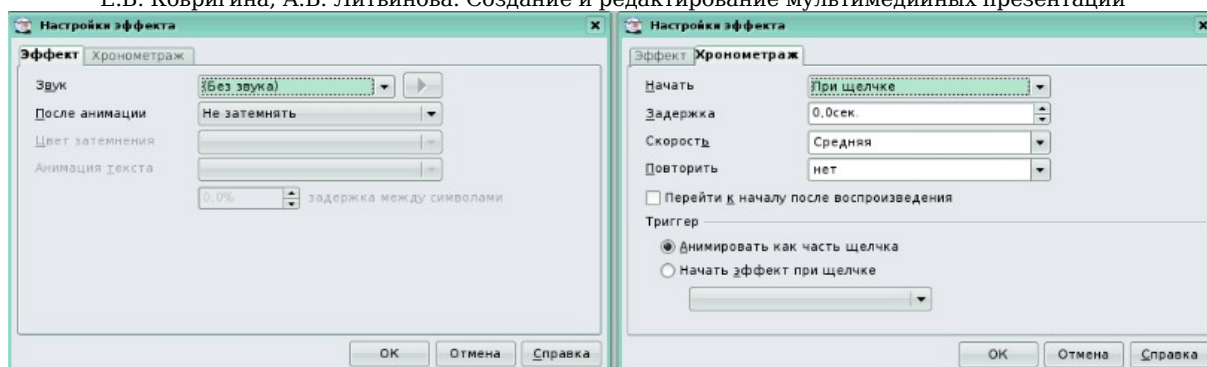 Е.В. Ковригина, А.В. Литвинова. Создание и редактирование мультимедийных презентаций
Настройки эффекта
Эффект Хронометраж
Звук (Без звука)
После анимации Не затемнять
Цвет затемнения
Анимация текста
0,0% задержка между символами
ОК Отмена Справка
Настройки эффекта
Эффект Хронометраж
Начать При щелчке
Задержка 0,0сек.
Скорость Средняя
Повторить нет
Перейти к началу после воспроизведения
Триггер
Анимировать как часть щелчка
Начать эффект при щелчке
ОК Отмена Справка